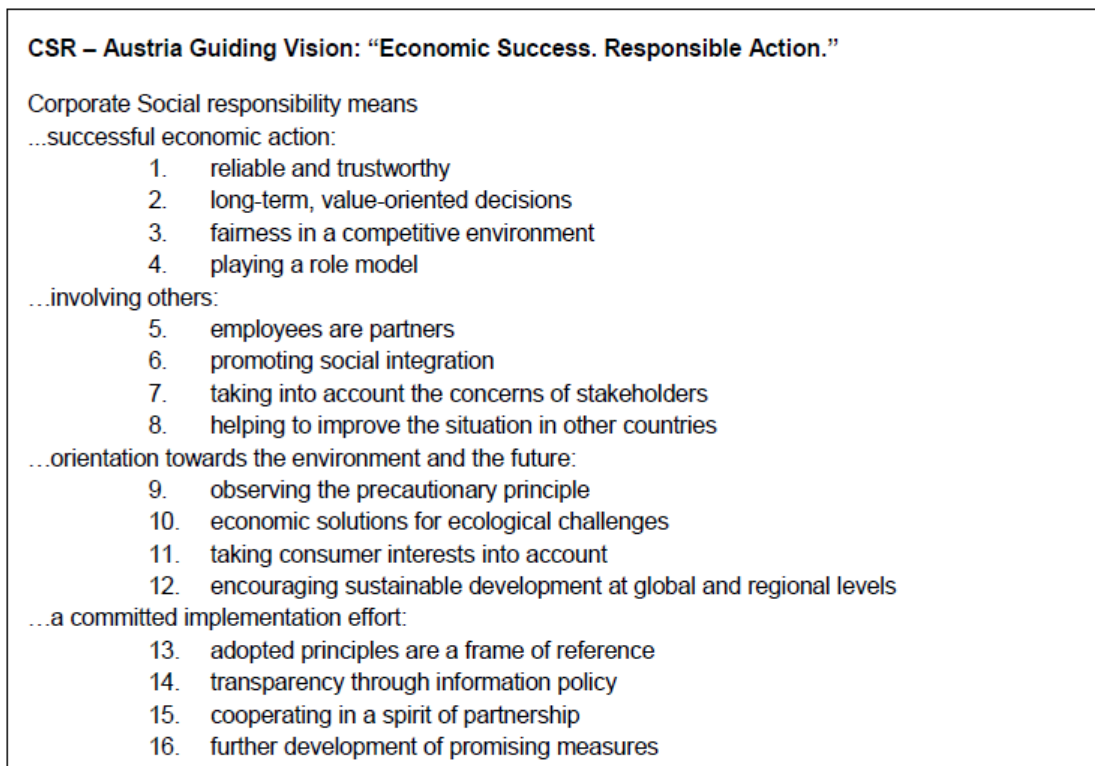 CSR – Austria Guiding Vision: “Economic Success. Responsible Action.”
Corporate Social responsibility means
...successful economic action:
1. reliable and trustworthy
2. long-term, value-oriented decisions
3. fairness in a competitive environment
4. playing a role model
…involving others:
5. employees are partners
6. promoting social integration
7. taking into account the concerns of stakeholders
8. helping to improve the situation in other countries
…orientation towards the environment and the future:
9. observing the precautionary principle
10. economic solutions for ecological challenges
11. taking consumer interests into account
12. encouraging sustainable development at global and regional levels
…a committed implementation effort:
13. adopted principles are a frame of reference
14. transparency through information policy
15. cooperating in a spirit of partnership
16. further development of promising measures